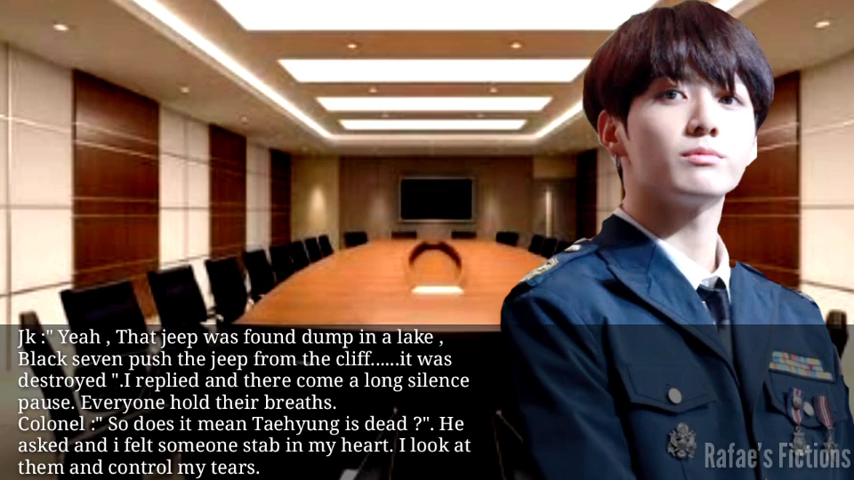 Jk :" Yeah , That jeep was found dump in a lake ,
Black seven push the jeep from the cliff......it was
destroyed ".I replied and there come a long silence
pause. Everyone hold their breaths.
Colonel :" So does it mean Taehyung is dead ?". He
asked and i felt someone stab in my heart. I look at
them and control my tears.
Rafae's Fictions